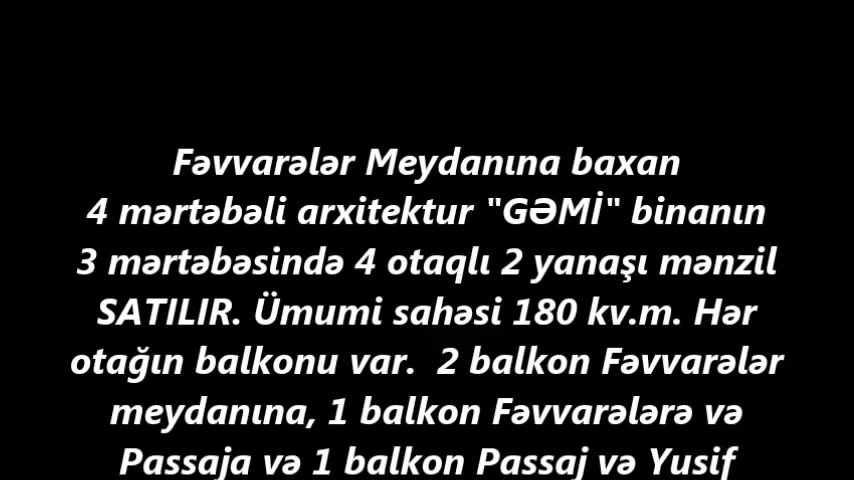 Fəvvarələr Meydanına baxan
4 mərtəbəli arxitektur "GƏMİ" binanın
3 mərtəbəsində 4 otaqlı 2 yanaşı mənzil
SATILIR. Ümumi sahəsi 180 kv.m. Hər
otağın balkonu var. 2 balkon Fəvvarələr
meydanına, 1 balkon Fəvvarələrə və
Passaja və 1 balkon Passaj və Yusif